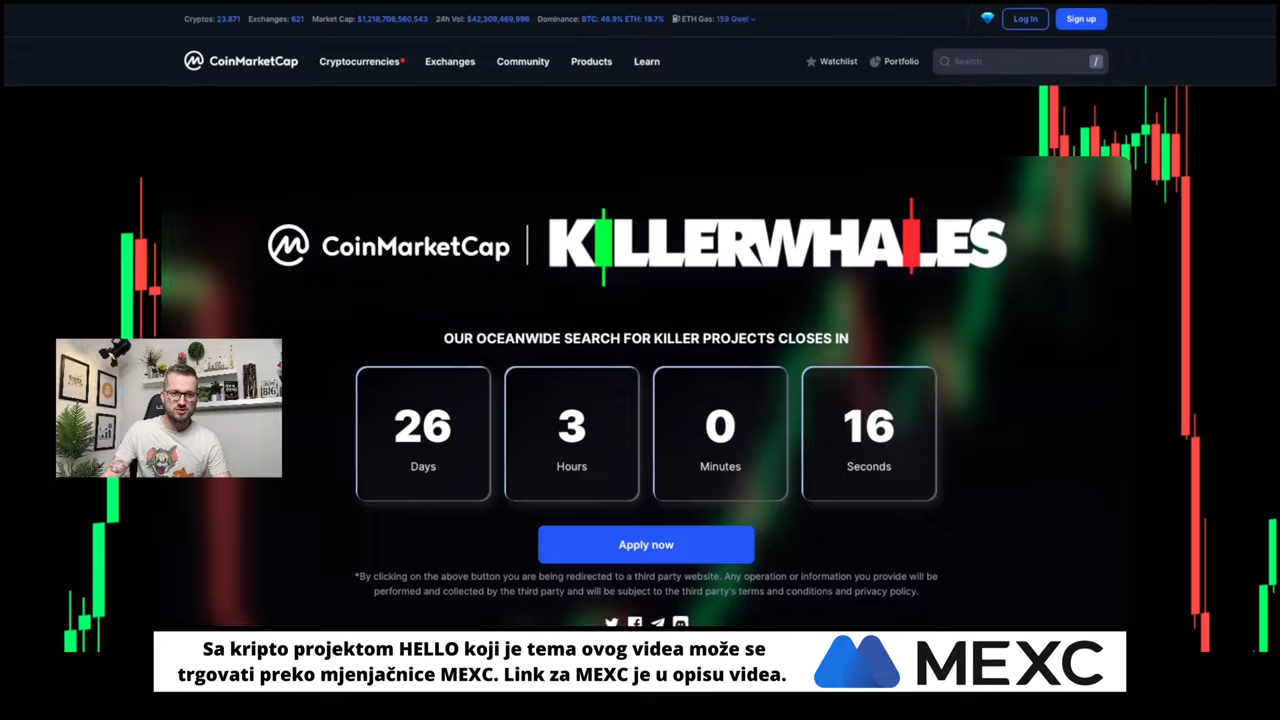 Cryptos: 23.871 Exchanges: 621 Market Cap: $1,218,706,560,543 24h Vol: $42,309,469,996 Dominance: BTC: 46.9% ETH: 19.7% ETH Gas: 159 Gwei
Log In
Sign up
CoinMarketCap
Cryptocurrencies
Exchanges
Community
Products
Learn
Watchlist
Portfolio
Search
/
CoinMarketCap | KILLERWHALES
OUR OCEANWIDE SEARCH FOR KILLER PROJECTS CLOSES IN
26 3 0 16
Days Hours Minutes Seconds
Apply now
*By clicking on the above button you are being redirected to a third party website. Any operation or information you provide will be
performed and collected by the third party and will be subject to the third party's terms and conditions and privacy policy.
Sa kripto projektom HELLO koji je tema ovog videa može se
trgovati preko mjenjačnice MEXC. Link za MEXC je u opisu videa.
MEXC